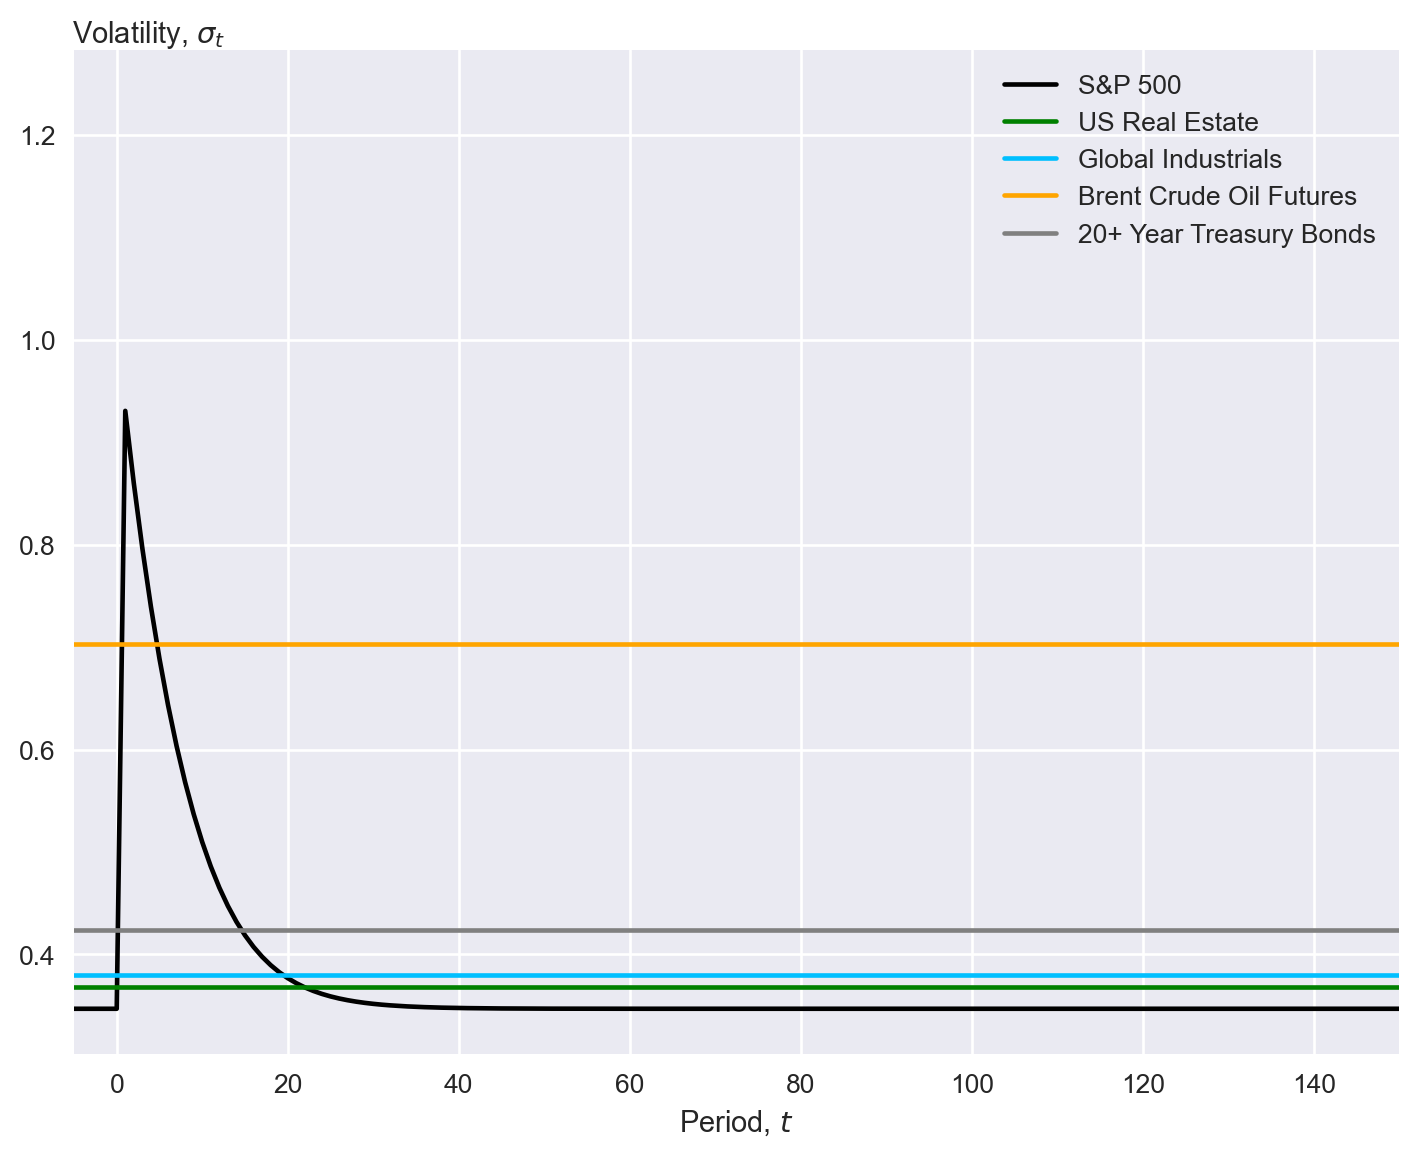 Volatility, σt
S&P 500
US Real Estate
Global Industrials
Brent Crude Oil Futures
20+ Year Treasury Bonds
1.2
1.0
0.8
0.6
0.4
0 20 40 60 80 100 120 140
Period, t